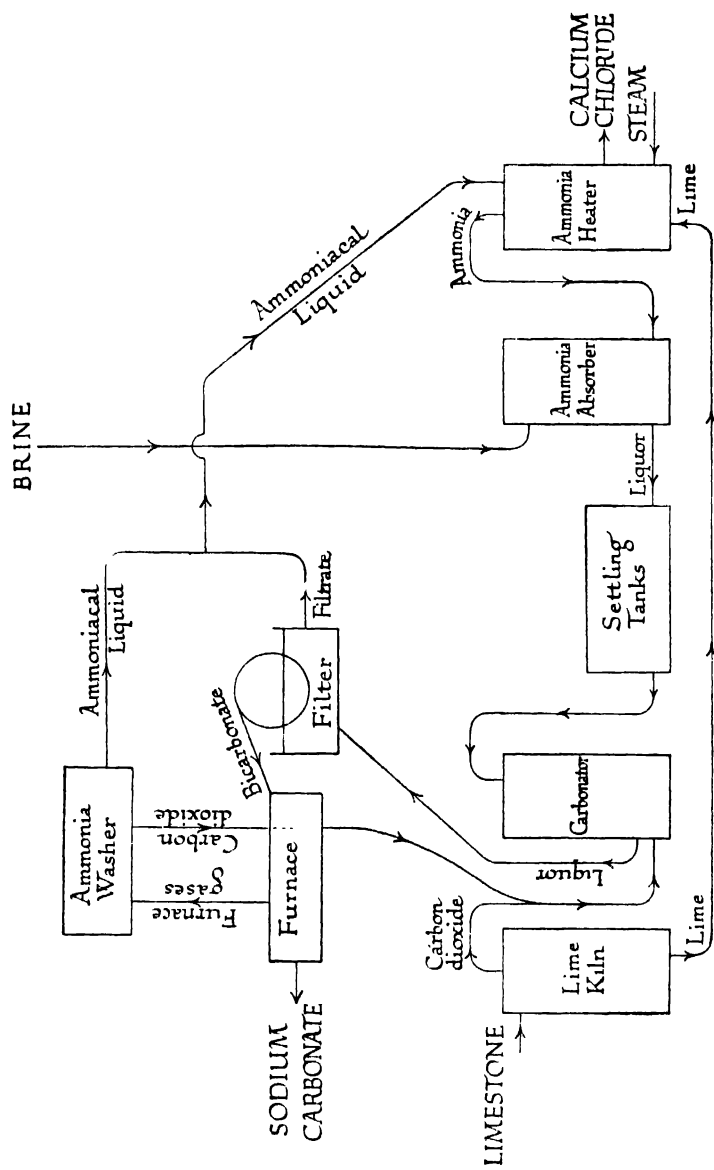 BRINE
Ammonia
Washer
Ammoniacal
Liquid
Furnace
gases
Carbon
dioxide
Furnace
SODIUM
CARBONATE
Bicarbonate
Filter
Filtrate
Ammoniacal
Liquid
LIMESTONE
Lime
Kiln
Carbon
dioxide
Lime
Liquor
Carbonator
Settling
Tanks
Liquor
Ammonia
Absorber
Ammonia
Ammonia
Heater
CALCIUM
CHLORIDE
STEAM
Lime